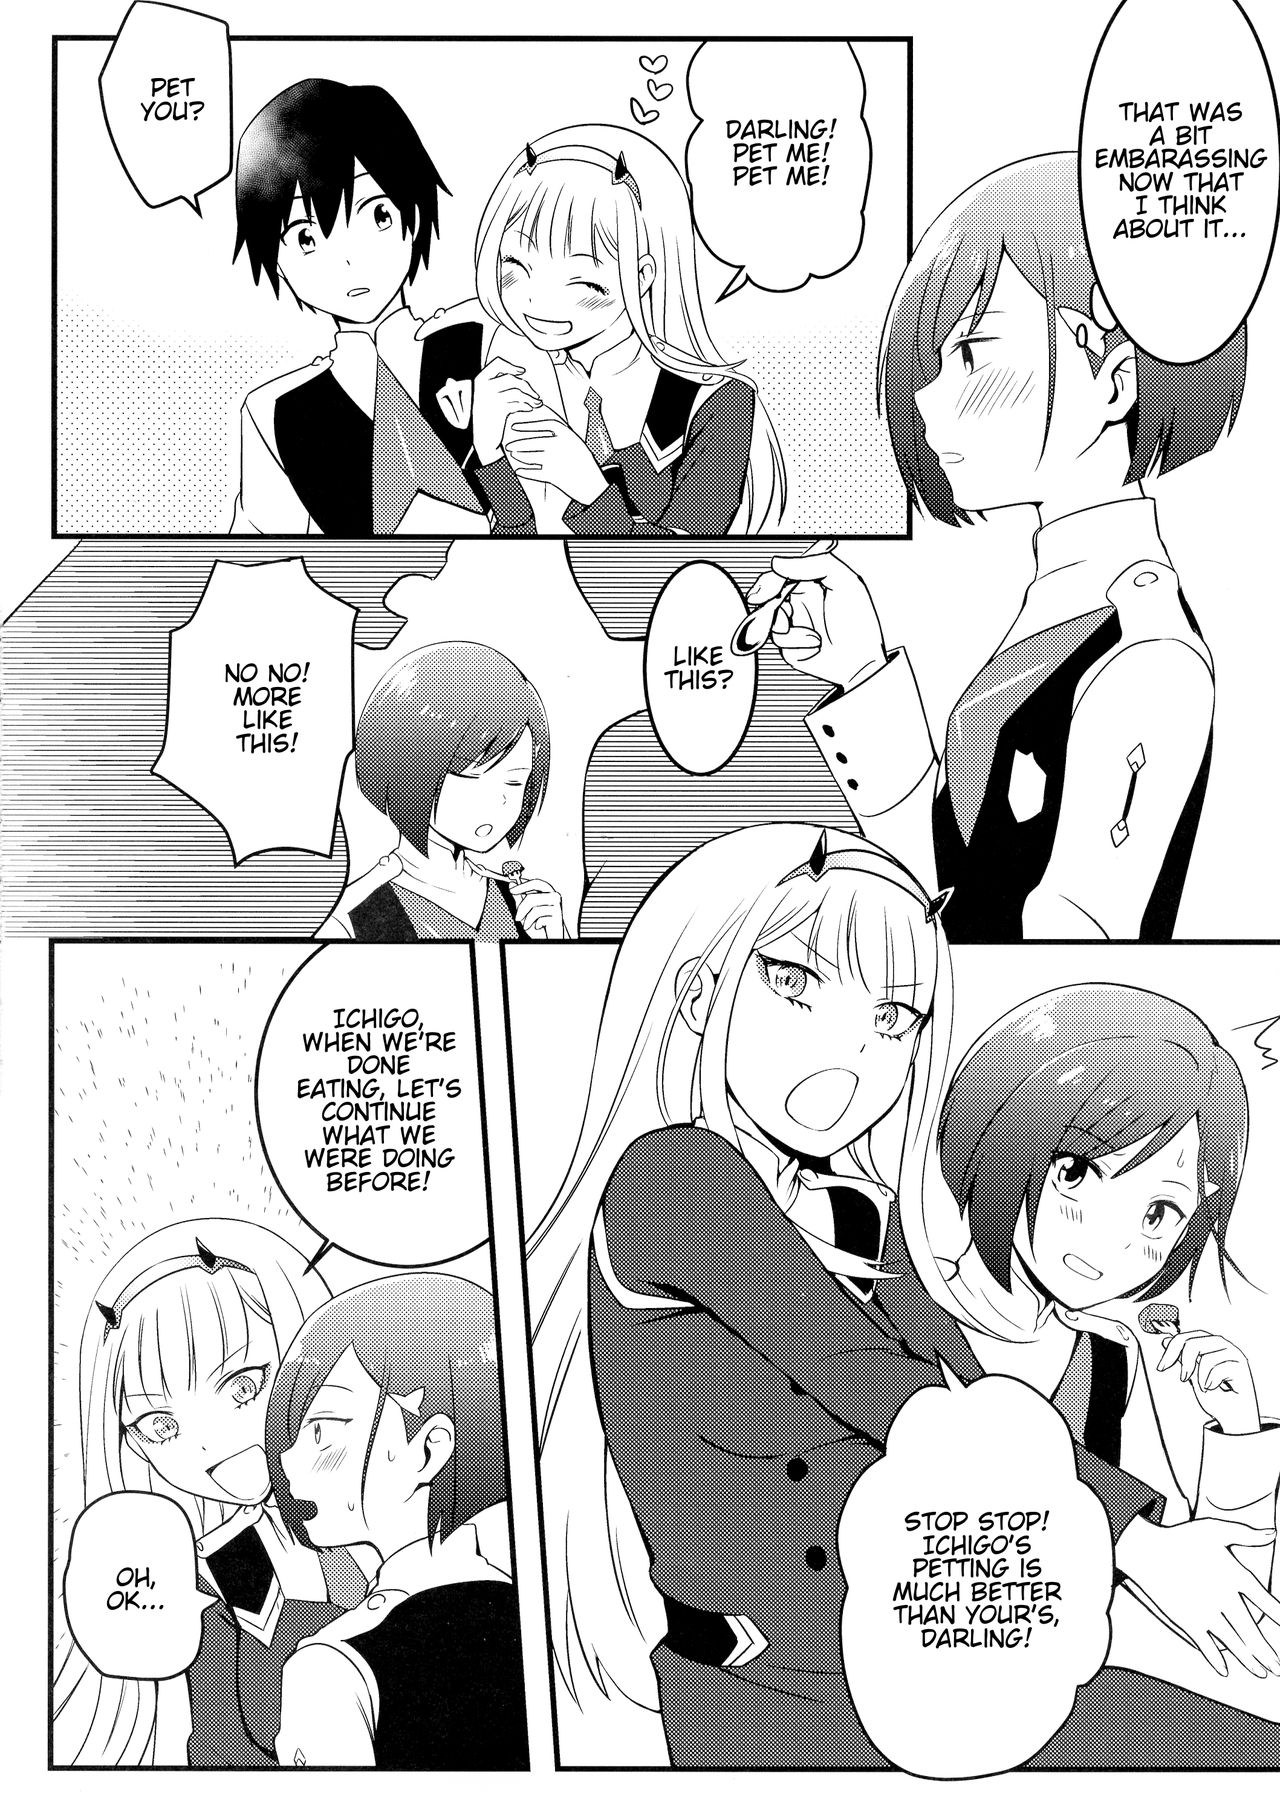 THAT WAS
A BIT
EMBARASSING
NOW THAT
I THINK
ABOUT IT...
DARLING!
PET ME!
PET ME!
PET
YOU?
LIKE
THIS?
NO NO!
MORE
LIKE
THIS!
STOP STOP!
ICHIGO'S
PETTING IS
MUCH BETTER
THAN YOUR'S,
DARLING!
ICHIGO,
WHEN WE'RE
DONE
EATING, LET'S
CONTINUE
WHAT WE
WERE DOING
BEFORE!
OH,
OK...